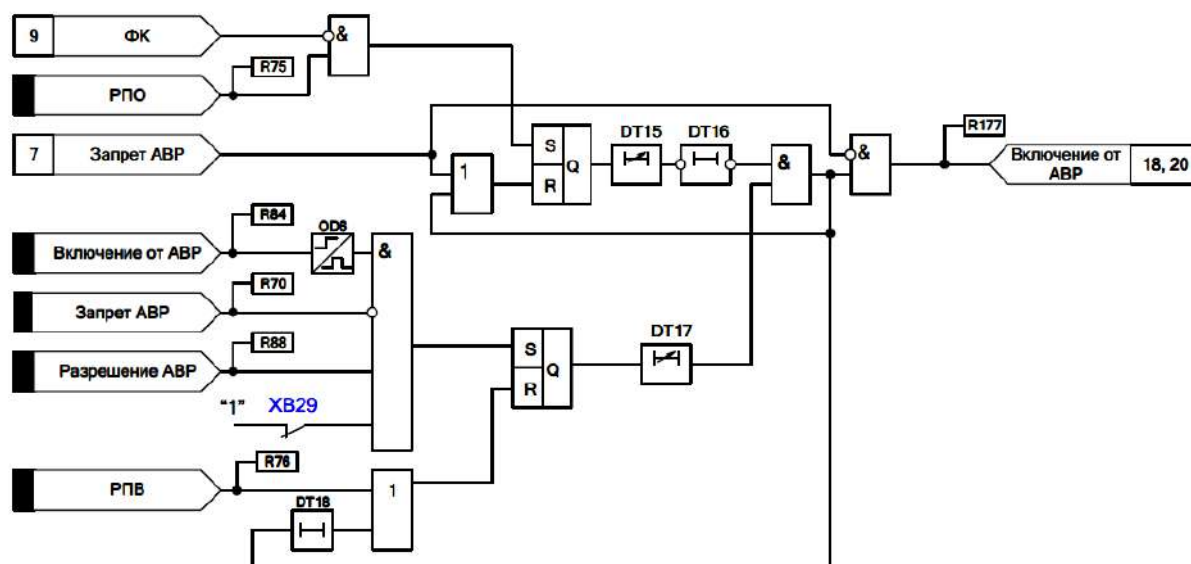 9 ФК
&
R75
РПО
7 Запрет АВР
1
S
R
Q
DT15
DT16
&
&
R177
Включение от
АВР
18, 20
R84
Включение от АВР
OD6
&
R70
Запрет АВР
R88
Разрешение АВР
"1"
XB29
S
R
Q
DT17
R76
РПВ
DT18
1